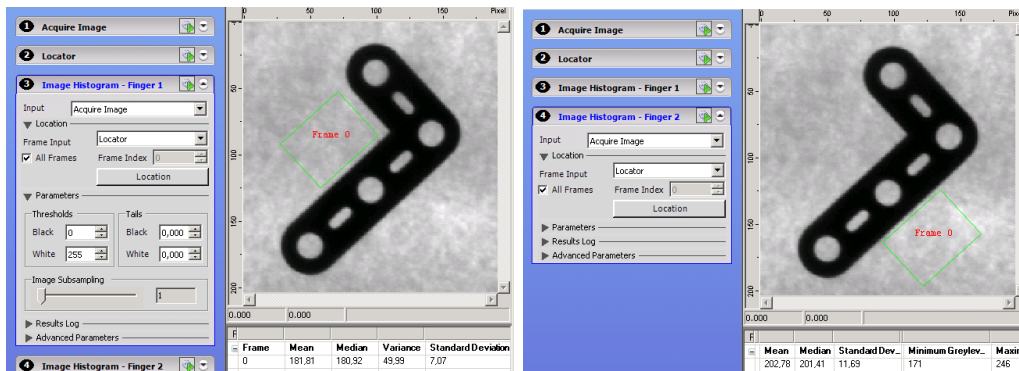 1 Acquire Image
2 Locator
3 Image Histogram - Finger 1
Input Acquire Image
Location
Frame Input Locator
All Frames Frame Index 0
Location
Parameters
Thresholds Tails
Black 0 Black 0,000
White 255 White 0,000
Image Subsampling
1
Results Log
Advanced Parameters
4 Image Histogram - Finger 2
0 50 100 150 Pixel
50
100
150
200
Frame 0
0.000 0.000
Frame Mean Median Variance Standard Deviation
0 181,81 180,92 49,99 7,07
1 Acquire Image
2 Locator
3 Image Histogram - Finger 1
4 Image Histogram - Finger 2
Input Acquire Image
Location
Frame Input Locator
All Frames Frame Index 0
Location
Parameters
Results Log
Advanced Parameters
0 50 100 150 Pixe
50
100
150
200
Frame 0
0.000 0.000
Mean Median Standard Dev... Minimum Greylev... Maxin
202,78 201,41 11,69 171 246